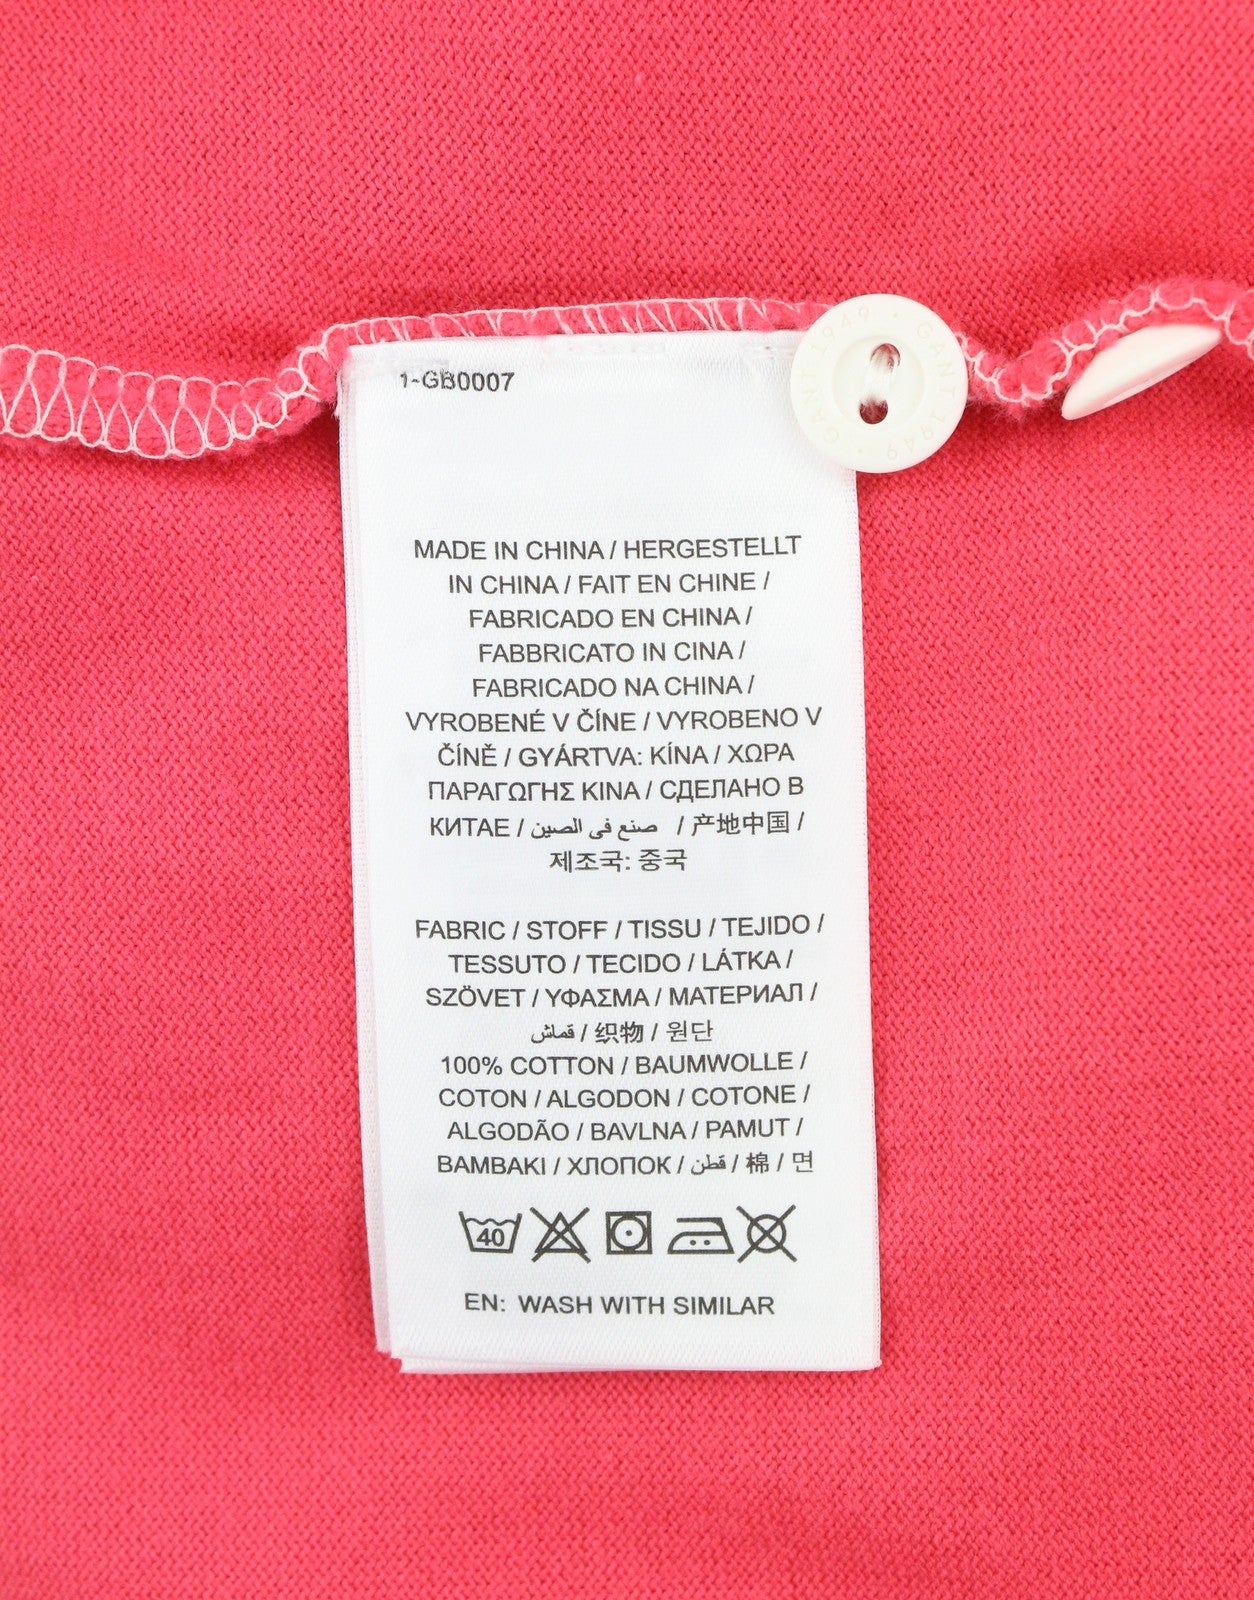 1-GB0007
GANT 1949 · GANT 1949 ·
MADE IN CHINA / HERGESTELLT
IN CHINA / FAIT EN CHINE /
FABRICADO EN CHINA /
FABBRICATO IN CINA /
FABRICADO NA CHINA /
VYROBENÉ V ČÍNE / VYROBENO V
ČÍNĚ / GYÁRTVA: KÍNA / ΧΩΡΑ
ΠΑΡΑΓΩΓΗΣ ΚΙΝΑ / СДЕЛАНО В
КИТАЕ / صنع في الصين / 产地中国 /
제조국: 중국
FABRIC / STOFF / TISSU / TEJIDO /
TESSUTO / TECIDO / LÁTKA /
SZÖVET / ΥΦΑΣΜΑ / МАТЕРИАЛ /
قماش / 织物 / 원단
100% COTTON / BAUMWOLLE /
COTON / ALGODON / COTONE /
ALGODÃO / BAVLNA / PAMUT /
BAMBAKI / ХЛОПОК / قطن / 棉 / 면
40
EN: WASH WITH SIMILAR